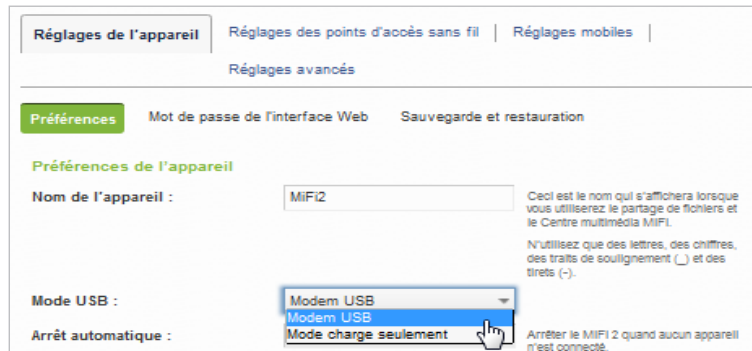 Réglages de l'appareil
Réglages des points d'accès sans fil | Réglages mobiles |
Réglages avancés
Préférences
Mot de passe de l'interface Web
Sauvegarde et restauration
Préférences de l'appareil
Nom de l'appareil :
MiFi2
Ceci est le nom qui s'affichera lorsque
vous utiliserez le partage de fichiers et
le Centre multimédia MIFI.
N'utilisez que des lettres, des chiffres,
des traits de soulignement (_) et des
tirets (-).
Mode USB :
Modem USB
Modem USB
Mode charge seulement
Arrêt automatique :
Arrêter le MIFI 2 quand aucun appareil
n'est connecté.